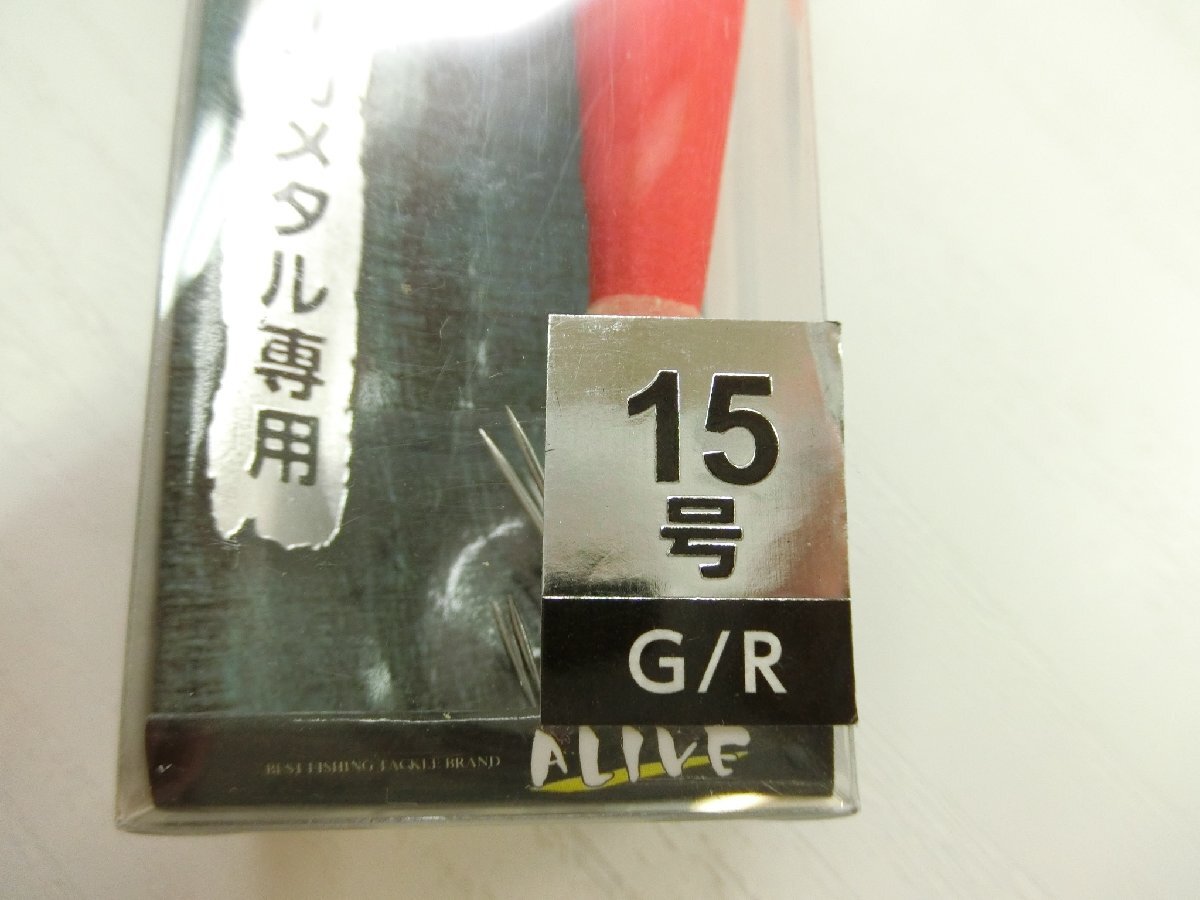 メタル専用
15
号
G/R
BEST FISHING TACKLE BRAND
ALIVE